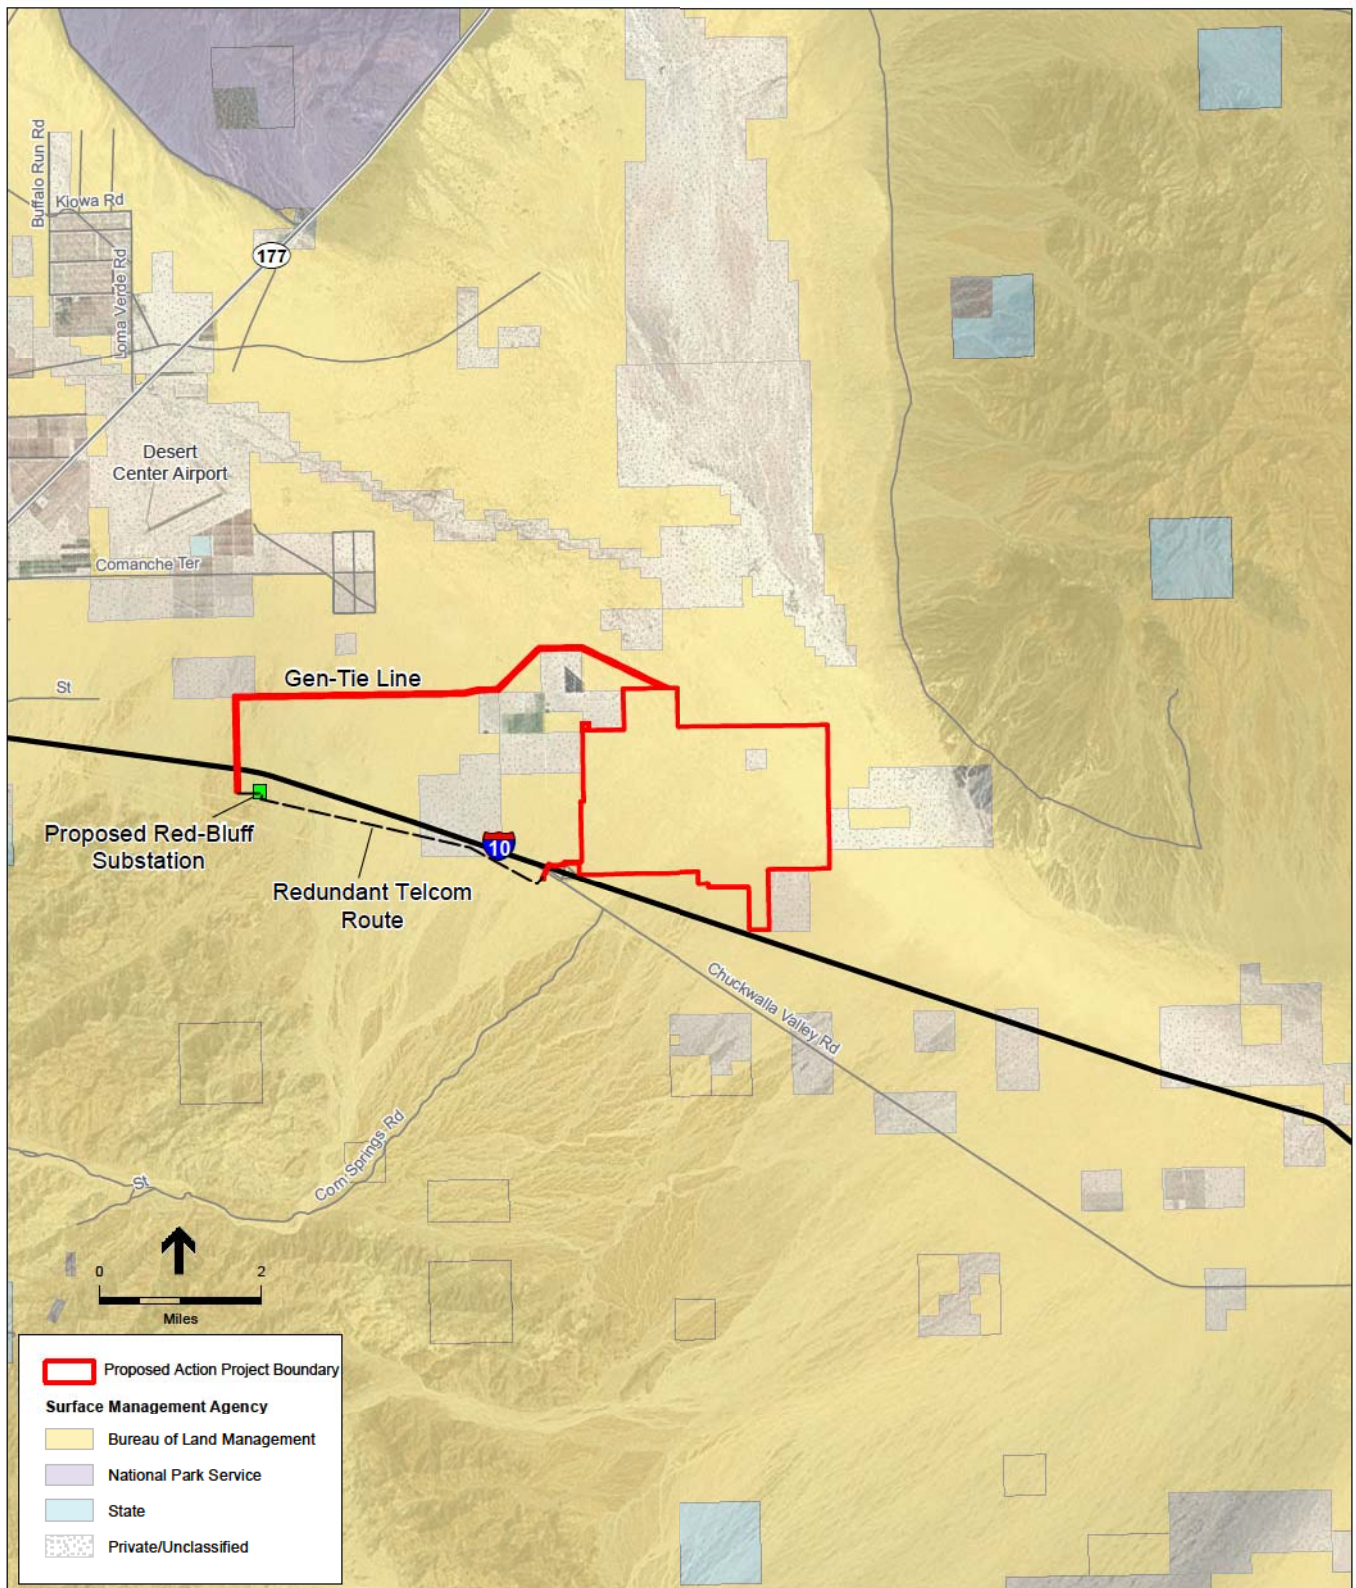 Buffalo Run Rd
Kiowa Rd
Loma Verde Rd
177
Desert
Center Airport
Comanche Ter
St
Gen-Tie Line
Proposed Red-Bluff
Substation
10
Redundant Telcom
Route
Chuckwalla Valley Rd
Corn Springs Rd
St
0 2
Miles
Proposed Action Project Boundary
Surface Management Agency
Bureau of Land Management
National Park Service
State
Private/Unclassified